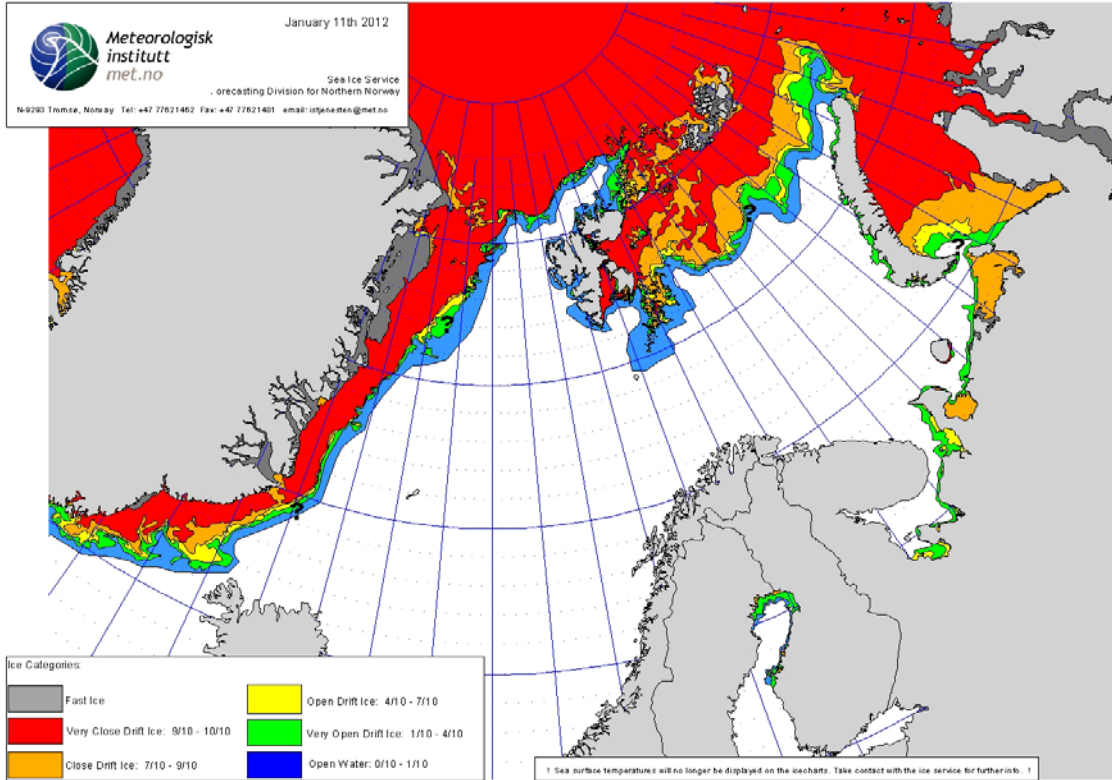 January 11th 2012
Meteorologisk
institutt
met.no
Sea Ice Service
. orecasting Division for Northern Norway
N-9293 Tromsø, Norway Tel: +47 77621462 Fax: +47 77621401 email: istjenesten@met.no
?
?
?
?
Ice Categories:
Fast Ice
Very Close Drift Ice: 9/10 - 10/10
Close Drift Ice: 7/10 - 9/10
Open Drift Ice: 4/10 - 7/10
Very Open Drift Ice: 1/10 - 4/10
Open Water: 0/10 - 1/10
! Sea surface temperatures will no longer be displayed on the icecharts. Take contact with the ice service for further info. !